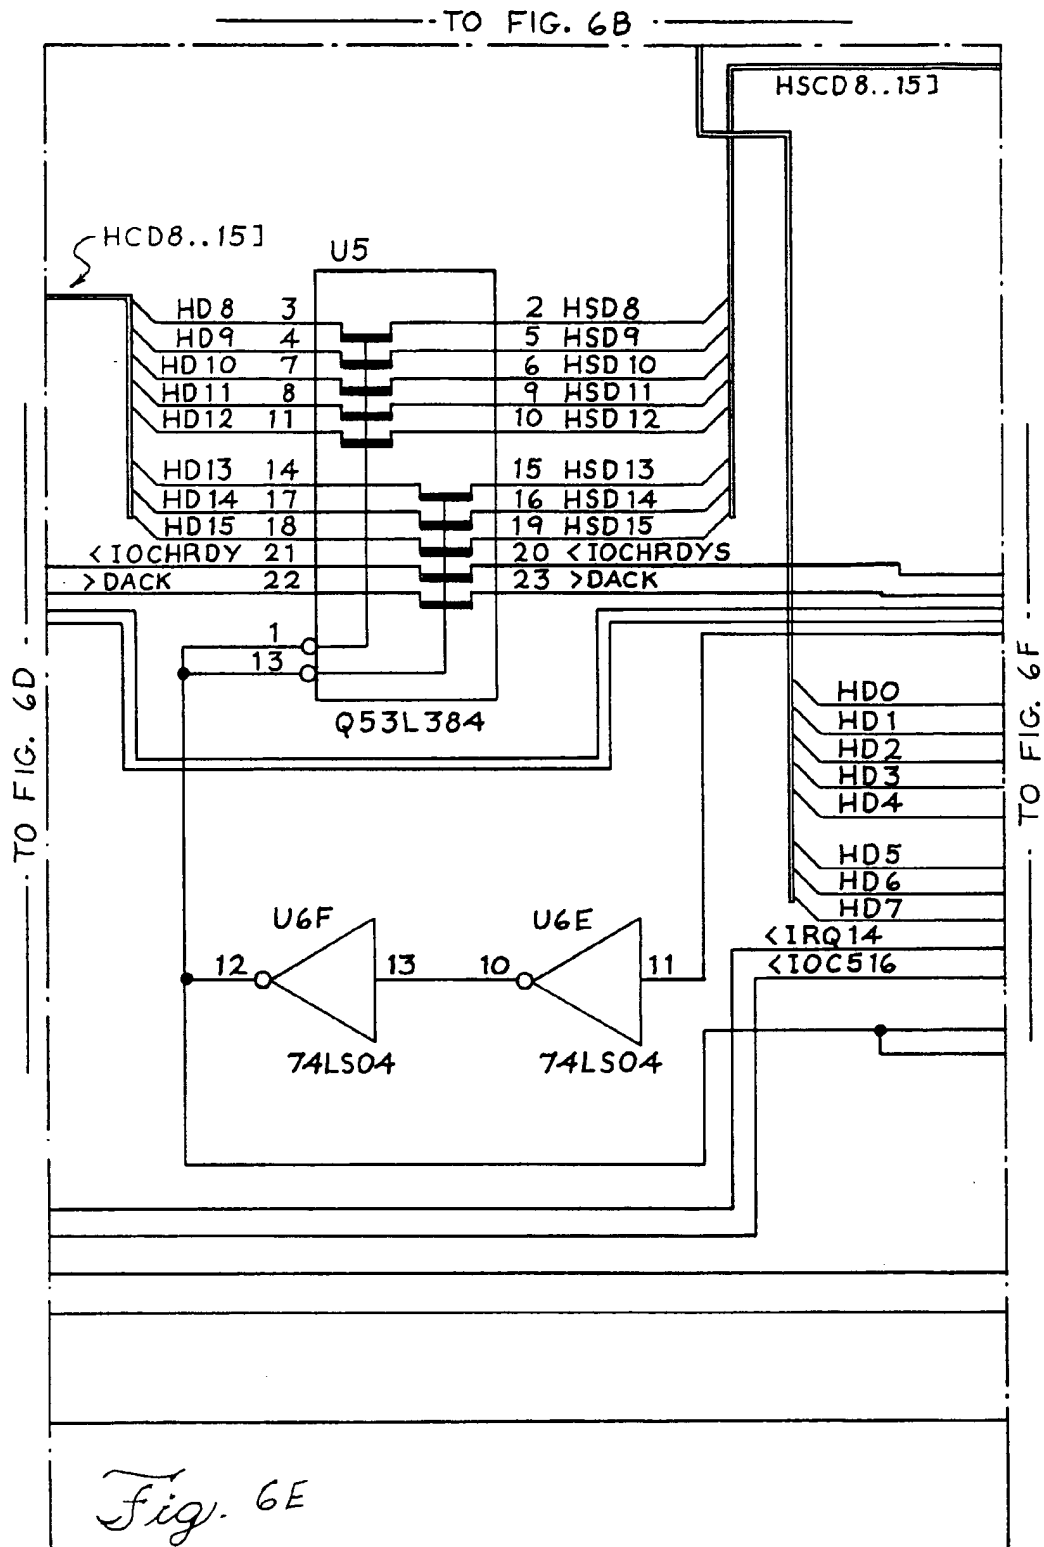 TO FIG. 6B
HSCD8..15]
HCD8..15]
U5
HD8 3 2 HSD8
HD9 4 5 HSD9
HD10 7 6 HSD10
HD11 8 9 HSD11
HD12 11 10 HSD12
HD13 14 15 HSD13
HD14 17 16 HSD14
HD15 18 19 HSD15
<IOCHRDY 21 20 <IOCHRDYS
>DACK 22 23 >DACK
1
13
Q53L384
TO FIG. 6D
TO FIG. 6F
HD0
HD1
HD2
HD3
HD4
HD5
HD6
HD7
<IRQ14
<IOC516
U6F U6E
12 13 10 11
74LS04 74LS04
Fig. 6E